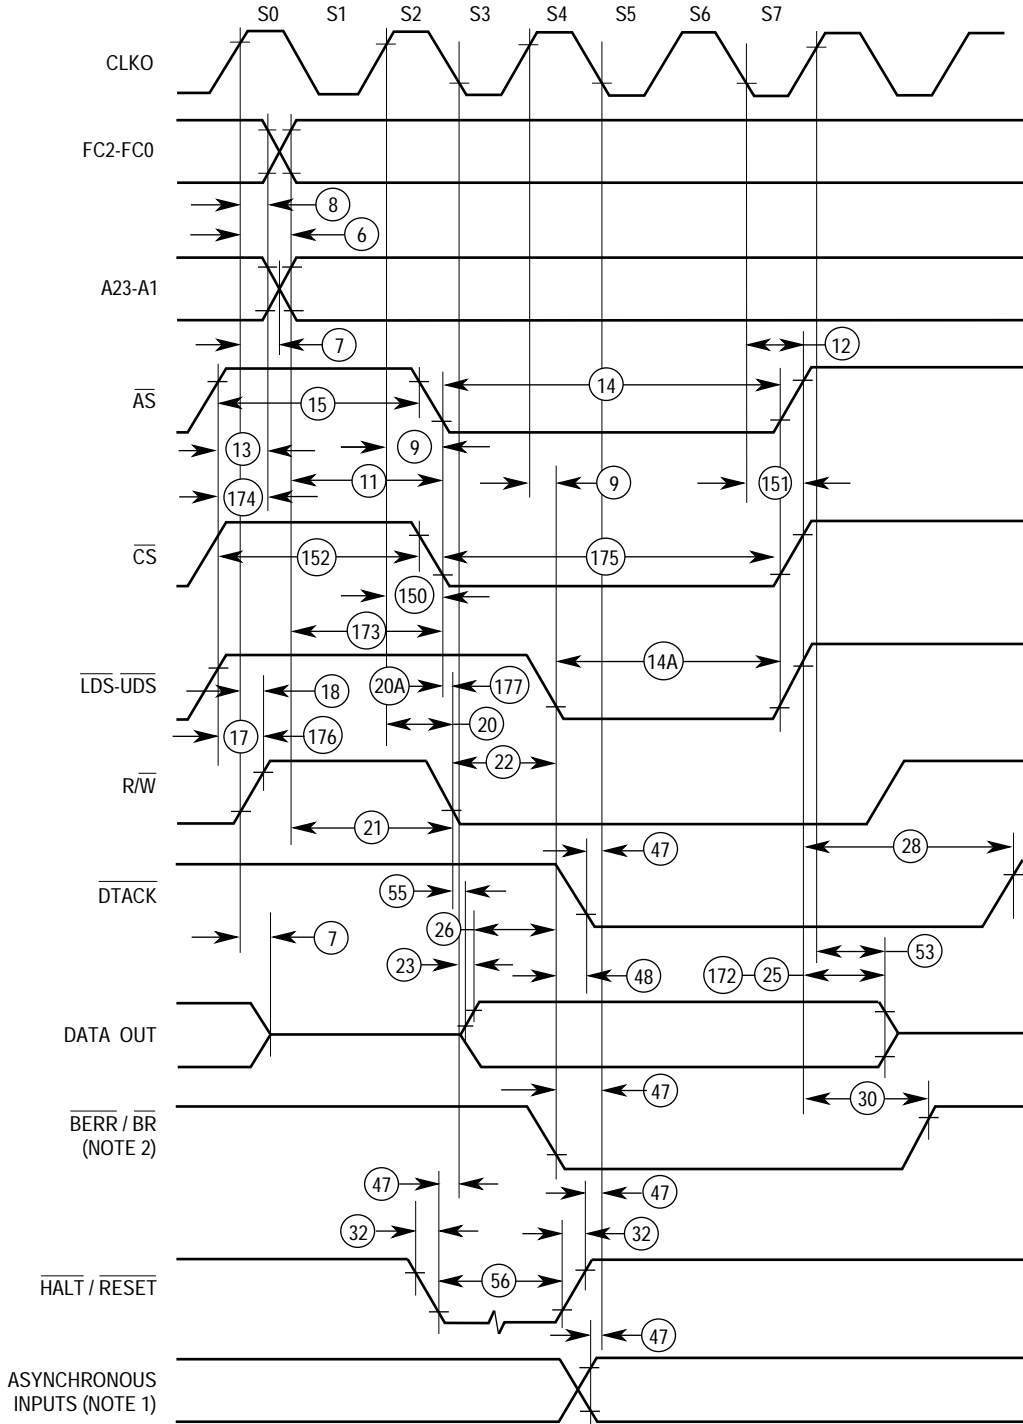 S0 S1 S2 S3 S4 S5 S6 S7
CLKO
FC2-FC0
8
6
A23-A1
7
12
14
AS
15
13
9
11
9
151
174
CS
152
175
150
173
14A
LDS-UDS
18
20A
177
17
176
20
22
R/W
21
47
28
55
DTACK
26
7
53
23
48
172
25
DATA OUT
47
30
BERR / BR
(NOTE 2)
47
47
32
32
HALT / RESET
56
47
ASYNCHRONOUS
INPUTS (NOTE 1)